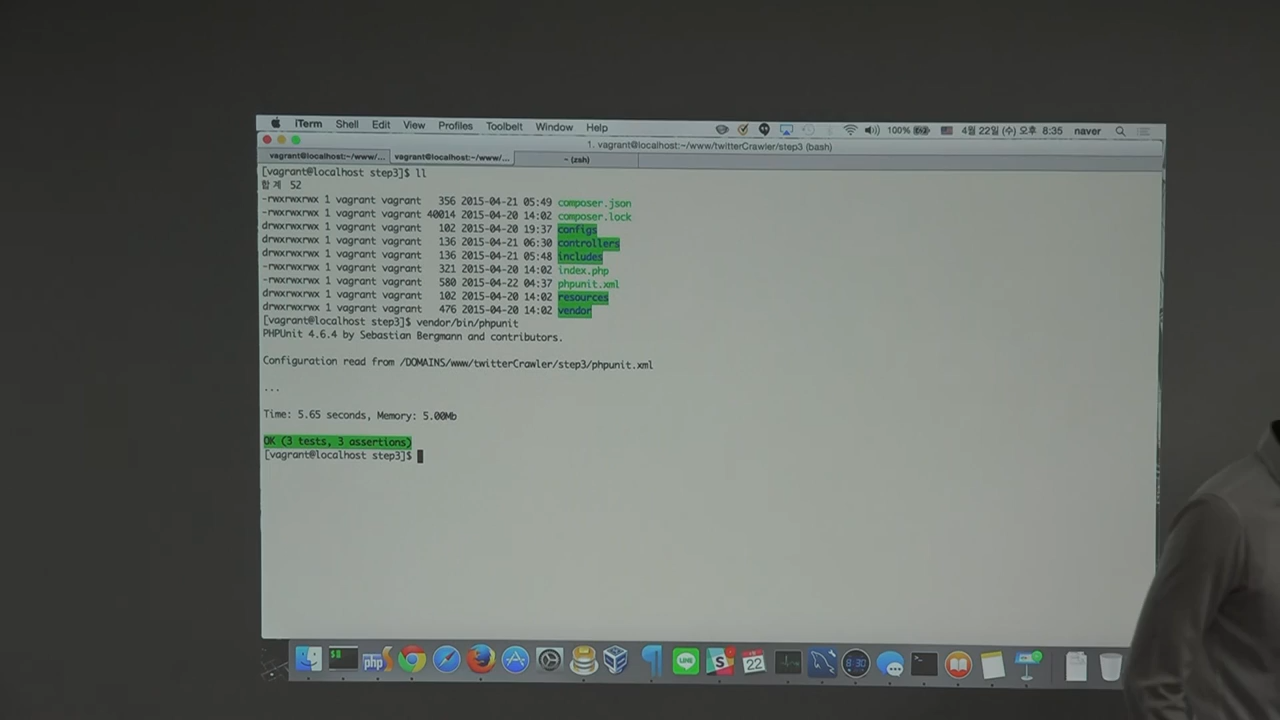 iTerm Shell Edit View Profiles Toolbelt Window Help 100% 4월 22일 (수) 오후 8:35 naver
1. vagrant@localhost:~/www/twitterCrawler/step3 (bash)
vagrant@localhost:~/www/... vagrant@localhost:~/www/... ~ (zsh)
[vagrant@localhost step3]$ ll
합계 52
-rwxrwxrwx 1 vagrant vagrant 356 2015-04-21 05:49 composer.json
-rwxrwxrwx 1 vagrant vagrant 40014 2015-04-20 14:02 composer.lock
drwxrwxrwx 1 vagrant vagrant 102 2015-04-20 19:37 configs
drwxrwxrwx 1 vagrant vagrant 136 2015-04-21 06:30 controllers
drwxrwxrwx 1 vagrant vagrant 136 2015-04-21 05:48 includes
-rwxrwxrwx 1 vagrant vagrant 321 2015-04-20 14:02 index.php
-rwxrwxrwx 1 vagrant vagrant 580 2015-04-22 04:37 phpunit.xml
drwxrwxrwx 1 vagrant vagrant 102 2015-04-20 14:02 resources
drwxrwxrwx 1 vagrant vagrant 476 2015-04-20 14:02 vendor
[vagrant@localhost step3]$ vendor/bin/phpunit
PHPUnit 4.6.4 by Sebastian Bergmann and contributors.
Configuration read from /DOMAINS/www/twitterCrawler/step3/phpunit.xml
...
Time: 5.65 seconds, Memory: 5.00Mb
OK (3 tests, 3 assertions)
[vagrant@localhost step3]$
php LINE S 22 8:30